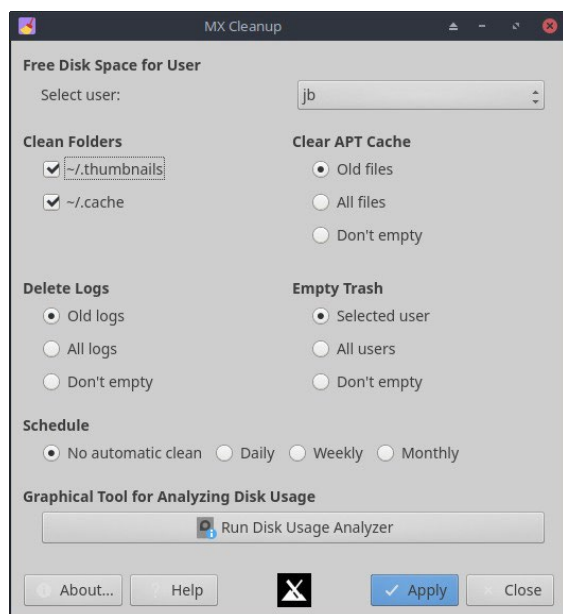 MX Cleanup
Free Disk Space for User
Select user: jb
Clean Folders
~/.thumbnails
~/.cache
Clear APT Cache
Old files
All files
Don't empty
Delete Logs
Old logs
All logs
Don't empty
Empty Trash
Selected user
All users
Don't empty
Schedule
No automatic clean Daily Weekly Monthly
Graphical Tool for Analyzing Disk Usage
Run Disk Usage Analyzer
About... Help Apply Close